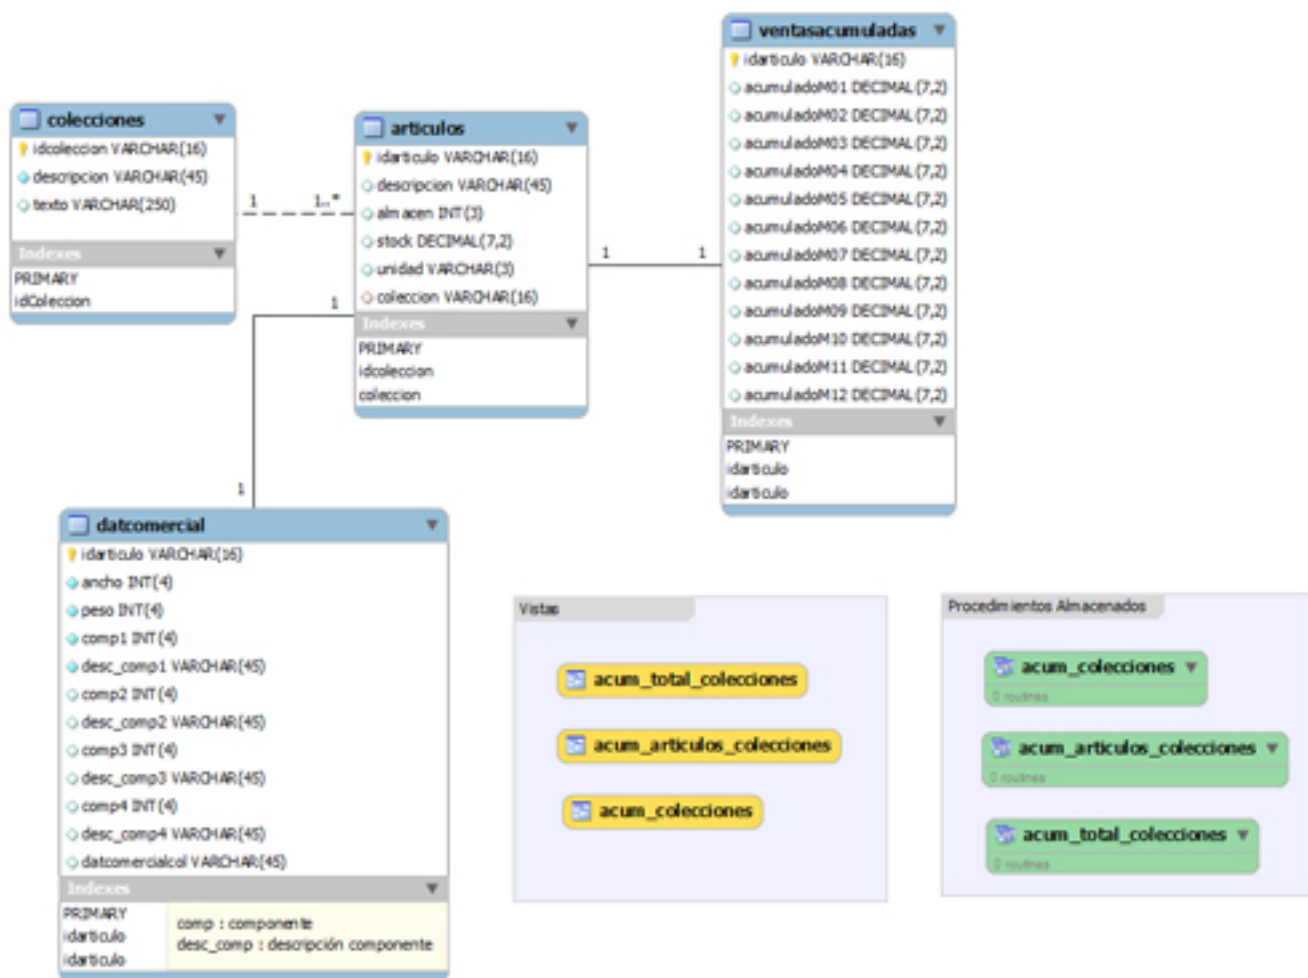 colecciones
idcoleccion VARCHAR(16)
descripcion VARCHAR(45)
texto VARCHAR(250)
Indexes
PRIMARY
idColeccion
1
1..*
articulos
idarticulo VARCHAR(16)
descripcion VARCHAR(45)
almacen INT(3)
stock DECIMAL(7,2)
unidad VARCHAR(3)
coleccion VARCHAR(16)
Indexes
PRIMARY
idcoleccion
coleccion
1
1
ventasacumuladas
idarticulo VARCHAR(16)
acumuladoM01 DECIMAL(7,2)
acumuladoM02 DECIMAL(7,2)
acumuladoM03 DECIMAL(7,2)
acumuladoM04 DECIMAL(7,2)
acumuladoM05 DECIMAL(7,2)
acumuladoM06 DECIMAL(7,2)
acumuladoM07 DECIMAL(7,2)
acumuladoM08 DECIMAL(7,2)
acumuladoM09 DECIMAL(7,2)
acumuladoM10 DECIMAL(7,2)
acumuladoM11 DECIMAL(7,2)
acumuladoM12 DECIMAL(7,2)
Indexes
PRIMARY
idarticulo
idarticulo
1
1
datcomercial
idarticulo VARCHAR(16)
ancho INT(4)
peso INT(4)
comp1 INT(4)
desc_comp1 VARCHAR(45)
comp2 INT(4)
desc_comp2 VARCHAR(45)
comp3 INT(4)
desc_comp3 VARCHAR(45)
comp4 INT(4)
desc_comp4 VARCHAR(45)
datcomercialcol VARCHAR(45)
Indexes
PRIMARY
idarticulo
idarticulo
comp : componente
desc_comp : descripción componente
Vistas
acum_total_colecciones
acum_articulos_colecciones
acum_colecciones
Procedimientos Almacenados
acum_colecciones
0 routines
acum_articulos_colecciones
0 routines
acum_total_colecciones
0 routines